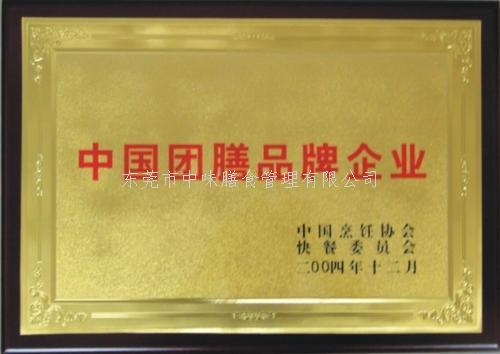 中国团膳品牌企业
东莞市中味膳食管理有限公司
中国烹饪协会
快餐委员会
二00四年十二月